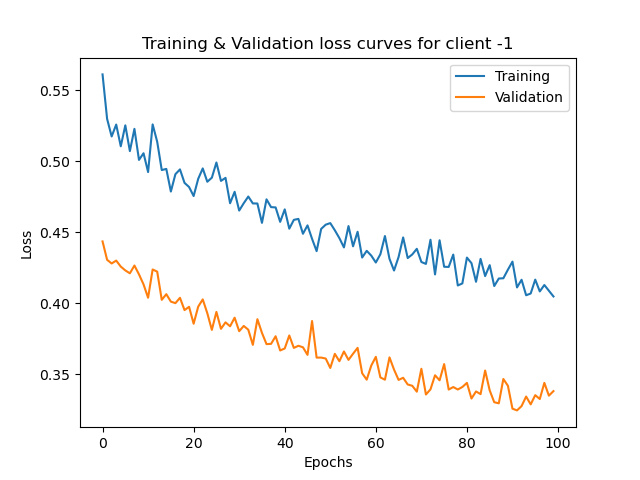 Training & Validation loss curves for client -1
Training
Validation
0.55
0.50
0.45
0.40
0.35
Loss
0 20 40 60 80 100
Epochs